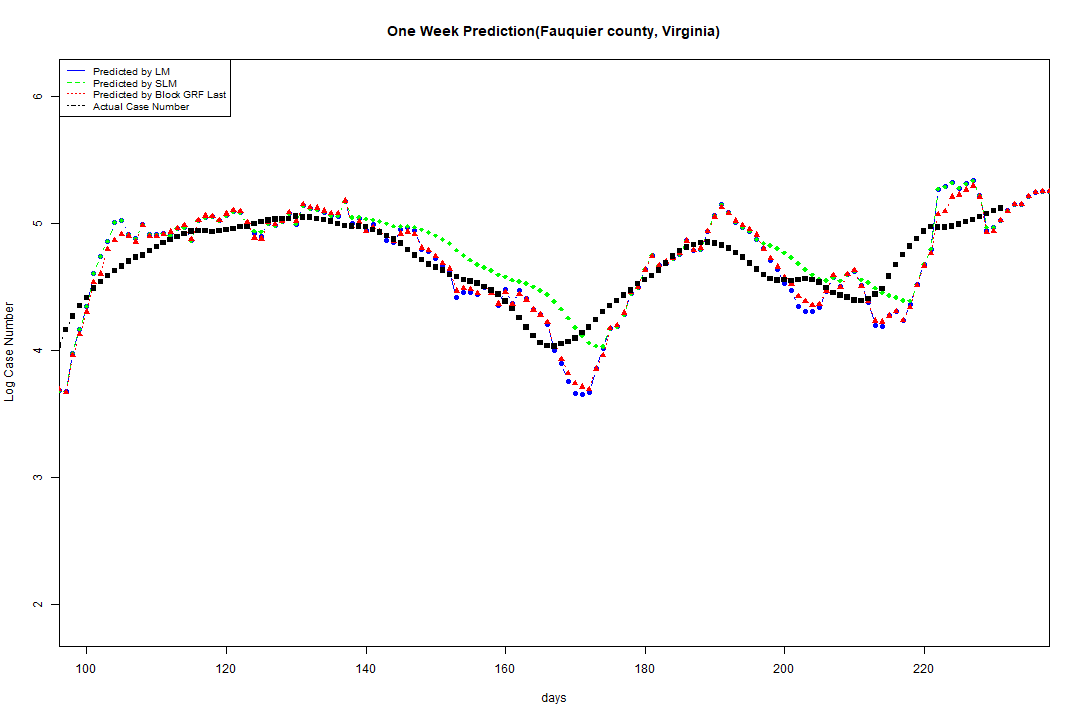 One Week Prediction(Fauquier county, Virginia)
Predicted by LM
Predicted by SLM
Predicted by Block GRF Last
Actual Case Number
6
5
4
3
2
Log Case Number
100 120 140 160 180 200 220
days